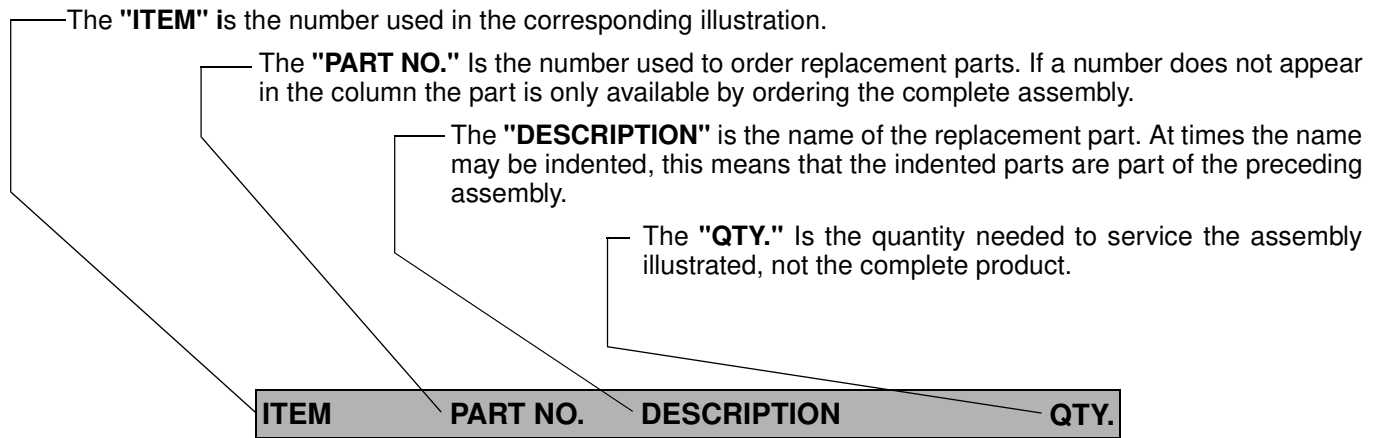 The "ITEM" is the number used in the corresponding illustration.
The "PART NO." Is the number used to order replacement parts. If a number does not appear
in the column the part is only available by ordering the complete assembly.
The "DESCRIPTION" is the name of the replacement part. At times the name
may be indented, this means that the indented parts are part of the preceding
assembly.
The "QTY." Is the quantity needed to service the assembly
illustrated, not the complete product.
ITEM PART NO. DESCRIPTION QTY.